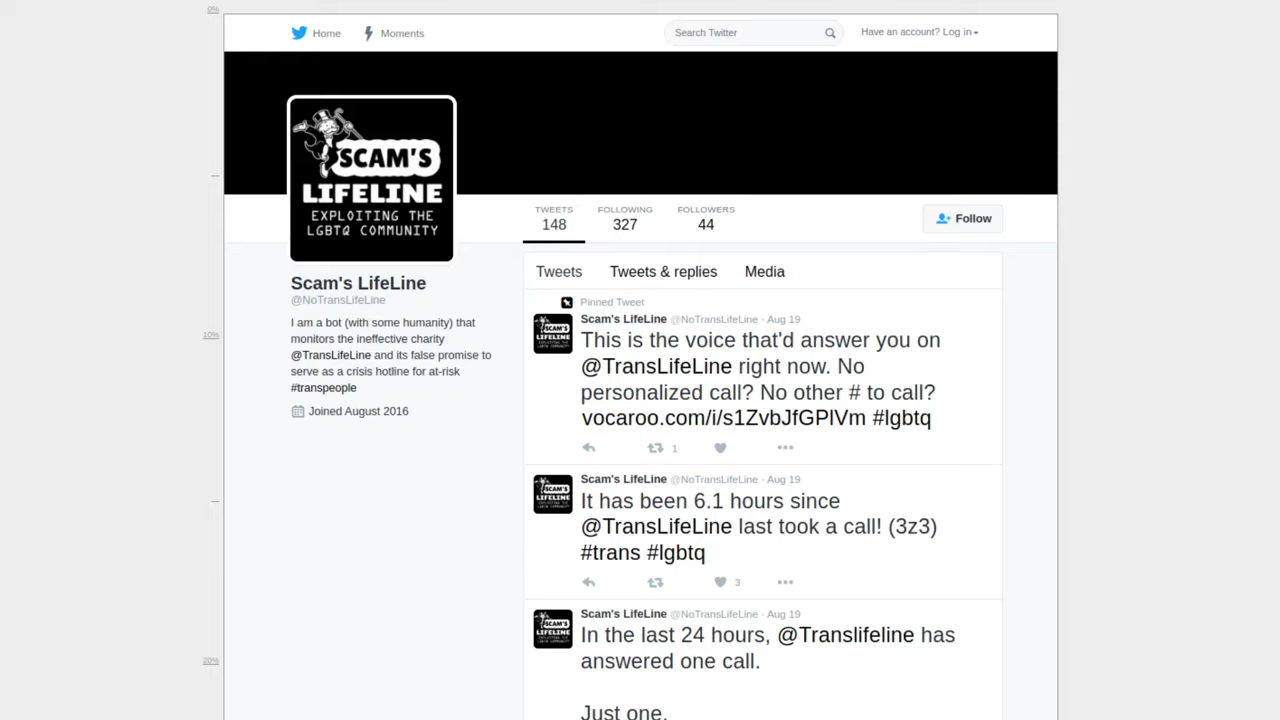 0%
Home
Moments
Search Twitter
Have an account? Log in
SCAM'S
LIFELINE
EXPLOITING THE
LGBTQ COMMUNITY
TWEETS
148
FOLLOWING
327
FOLLOWERS
44
Follow
Scam's LifeLine
@NoTransLifeLine
I am a bot (with some humanity) that
monitors the ineffective charity
@TransLifeLine and its false promise to
serve as a crisis hotline for at-risk
#transpeople
Joined August 2016
Tweets
Tweets & replies
Media
Pinned Tweet
Scam's LifeLine @NoTransLifeLine · Aug 19
This is the voice that'd answer you on
@TransLifeLine right now. No
personalized call? No other # to call?
vocaroo.com/i/s1ZvbJfGPlVm #lgbtq
1
Scam's LifeLine @NoTransLifeLine · Aug 19
It has been 6.1 hours since
@TransLifeLine last took a call! (3z3)
#trans #lgbtq
3
Scam's LifeLine @NoTransLifeLine · Aug 19
In the last 24 hours, @Translifeline has
answered one call.
Just one.
10%
20%